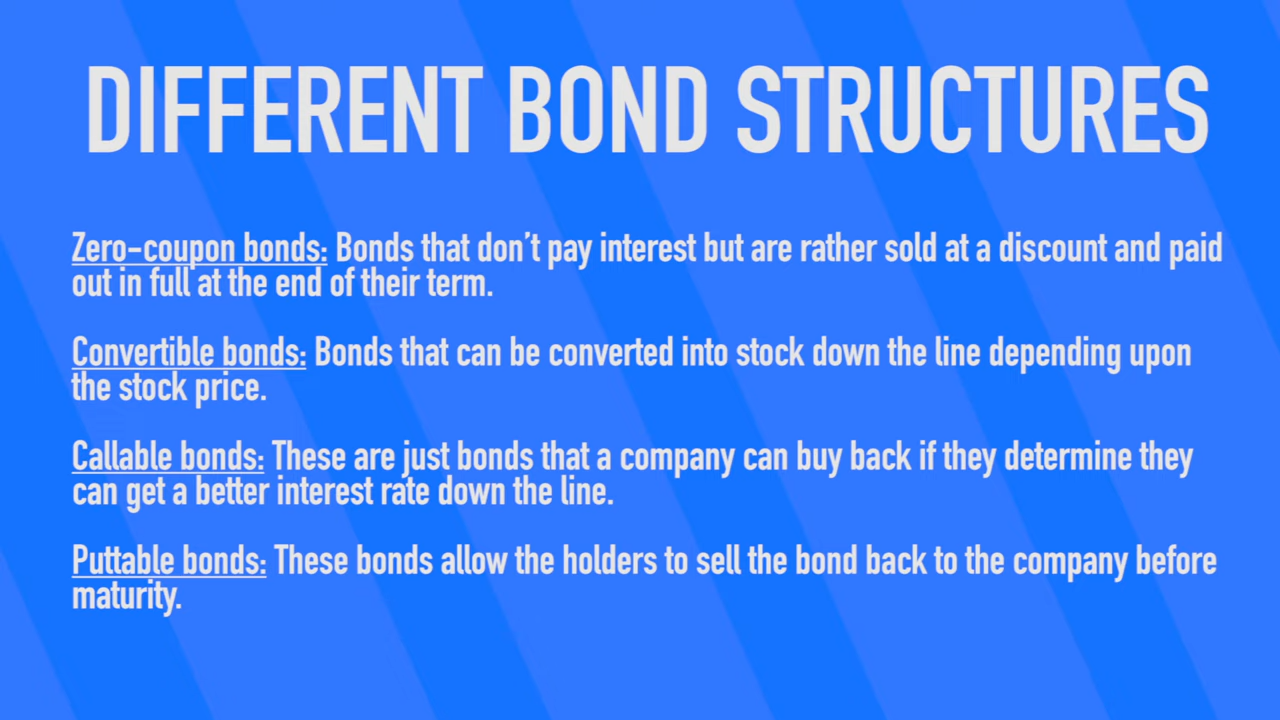 DIFFERENT BOND STRUCTURES
Zero-coupon bonds: Bonds that don’t pay interest but are rather sold at a discount and paid
out in full at the end of their term.
Convertible bonds: Bonds that can be converted into stock down the line depending upon
the stock price.
Callable bonds: These are just bonds that a company can buy back if they determine they
can get a better interest rate down the line.
Puttable bonds: These bonds allow the holders to sell the bond back to the company before
maturity.